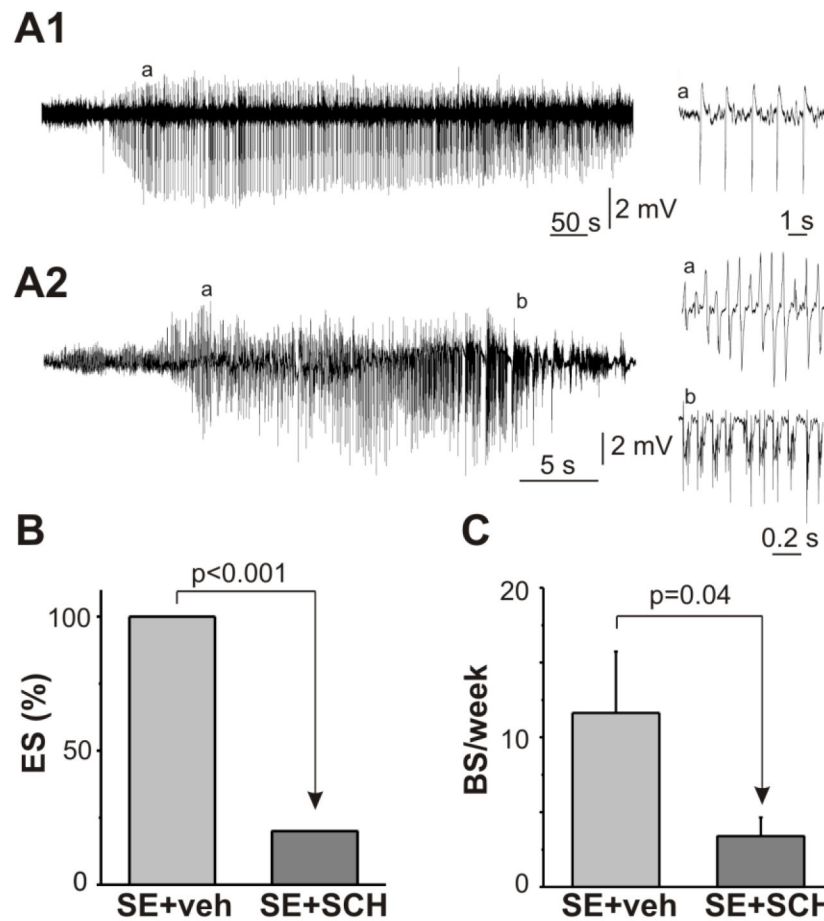 A1
a
a
50 s
2 mV
1 s
A2
a
b
a
b
5 s
2 mV
0.2 s
B
p<0.001
100
50
0
ES (%)
SE+veh SE+SCH
C
p=0.04
20
10
0
BS/week
SE+veh SE+SCH